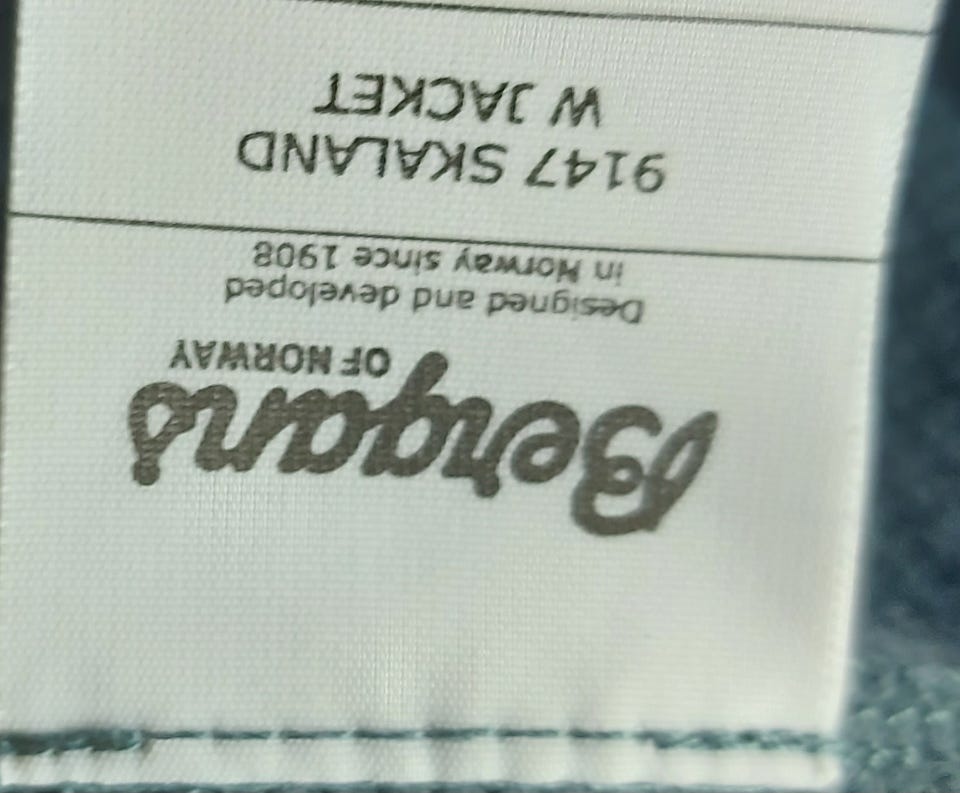 Bergans
OF NORWAY
Designed and developed
in Norway since 1908
9147 SKALAND
W JACKET